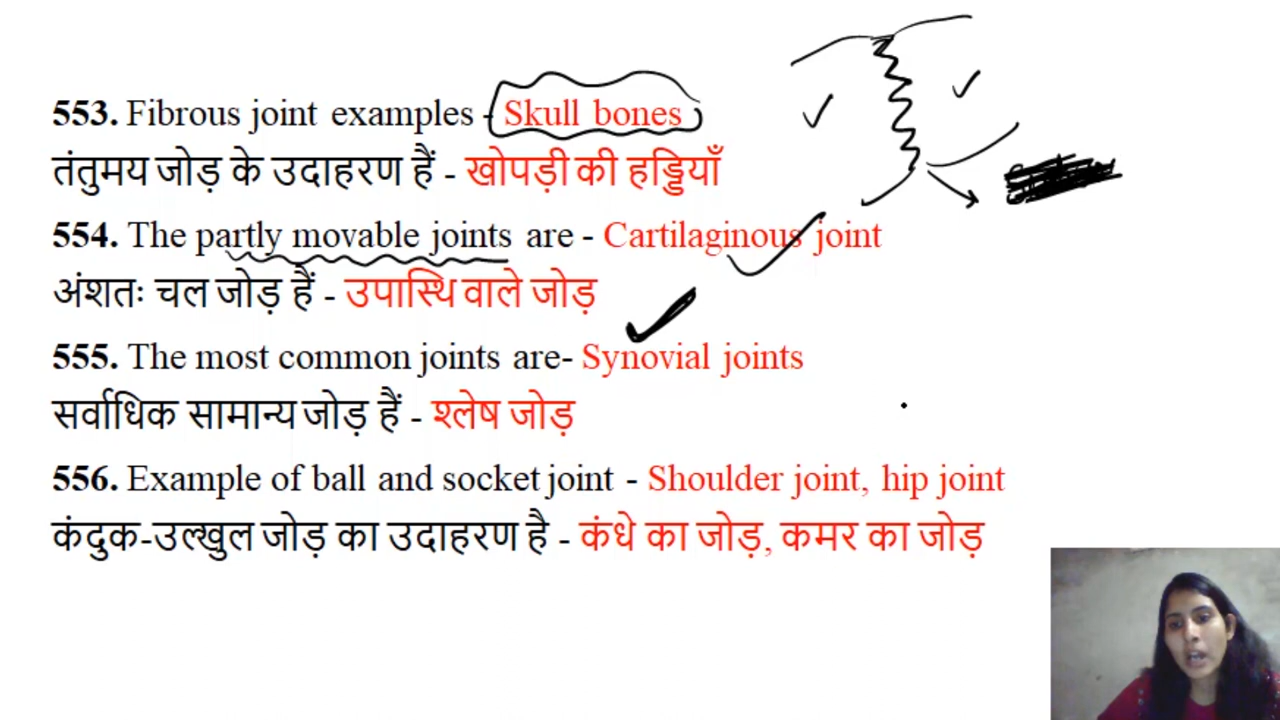 553. Fibrous joint examples - Skull bones
तंतुमय जोड़ के उदाहरण हैं - खोपड़ी की हड्डियाँ
554. The partly movable joints are - Cartilaginous joint
अंशतः चल जोड़ हैं - उपास्थि वाले जोड़
555. The most common joints are- Synovial joints
सर्वाधिक सामान्य जोड़ हैं - श्लेष जोड़
556. Example of ball and socket joint - Shoulder joint, hip joint
कंदुक-उल्खुल जोड़ का उदाहरण है - कंधे का जोड़, कमर का जोड़